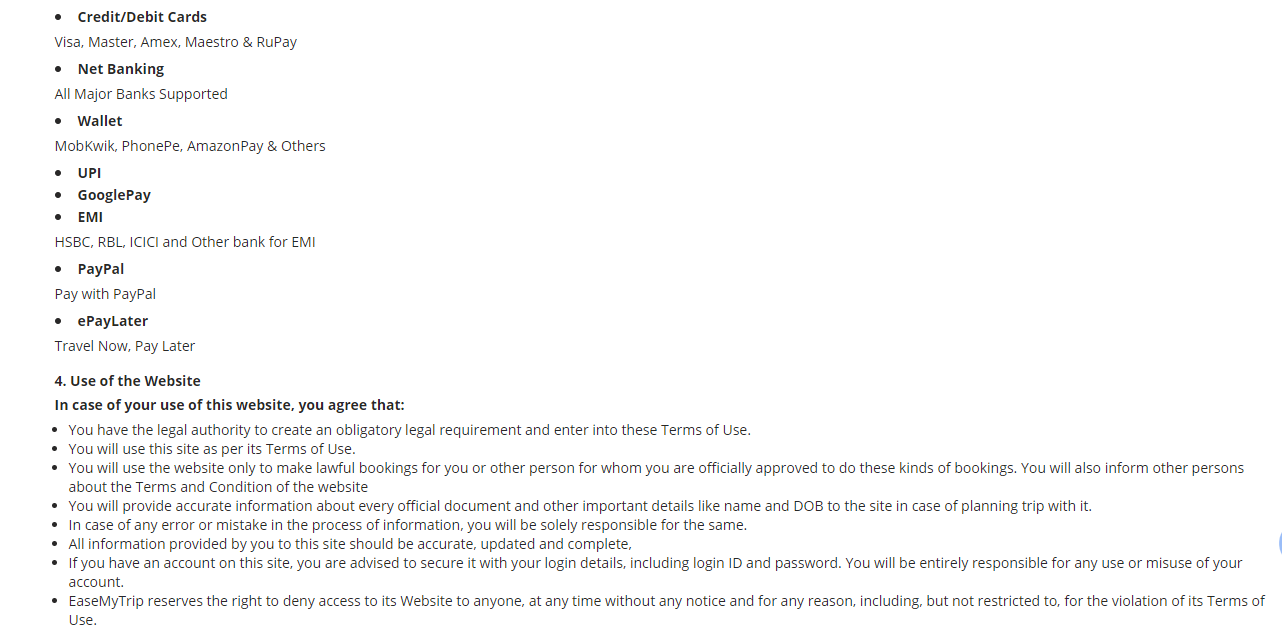 • Credit/Debit Cards
Visa, Master, Amex, Maestro & RuPay
• Net Banking
All Major Banks Supported
• Wallet
MobKwik, PhonePe, AmazonPay & Others
• UPI
• GooglePay
• EMI
HSBC, RBL, ICICI and Other bank for EMI
• PayPal
Pay with PayPal
• ePayLater
Travel Now, Pay Later
4. Use of the Website
In case of your use of this website, you agree that:
• You have the legal authority to create an obligatory legal requirement and enter into these Terms of Use.
• You will use this site as per its Terms of Use.
• You will use the website only to make lawful bookings for you or other person for whom you are officially approved to do these kinds of bookings. You will also inform other persons
about the Terms and Condition of the website
• You will provide accurate information about every official document and other important details like name and DOB to the site in case of planning trip with it.
• In case of any error or mistake in the process of information, you will be solely responsible for the same.
• All information provided by you to this site should be accurate, updated and complete,
• If you have an account on this site, you are advised to secure it with your login details, including login ID and password. You will be entirely responsible for any use or misuse of your
account.
• EaseMyTrip reserves the right to deny access to its Website to anyone, at any time without any notice and for any reason, including, but not restricted to, for the violation of its Terms of
Use.